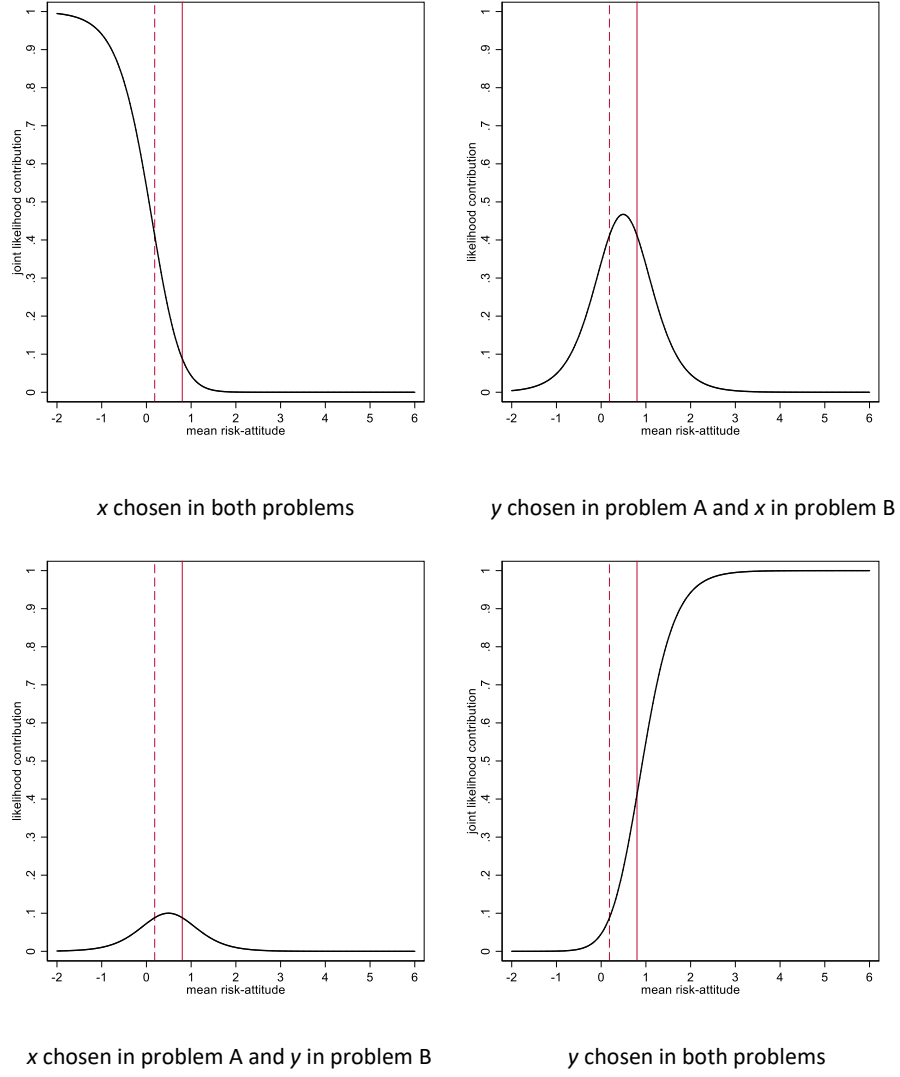 joint likelihood contribution
0 .1 .2 .3 .4 .5 .6 .7 .8 .9 1
-2 -1 0 1 2 3 4 5 6
mean risk-attitude
x chosen in both problems
likelihood contribution
0 .1 .2 .3 .4 .5 .6 .7 .8 .9 1
-2 -1 0 1 2 3 4 5 6
mean risk-attitude
y chosen in problem A and x in problem B
likelihood contribution
0 .1 .2 .3 .4 .5 .6 .7 .8 .9 1
-2 -1 0 1 2 3 4 5 6
mean risk-attitude
x chosen in problem A and y in problem B
joint likelihood contribution
0 .1 .2 .3 .4 .5 .6 .7 .8 .9 1
-2 -1 0 1 2 3 4 5 6
mean risk-attitude
y chosen in both problems